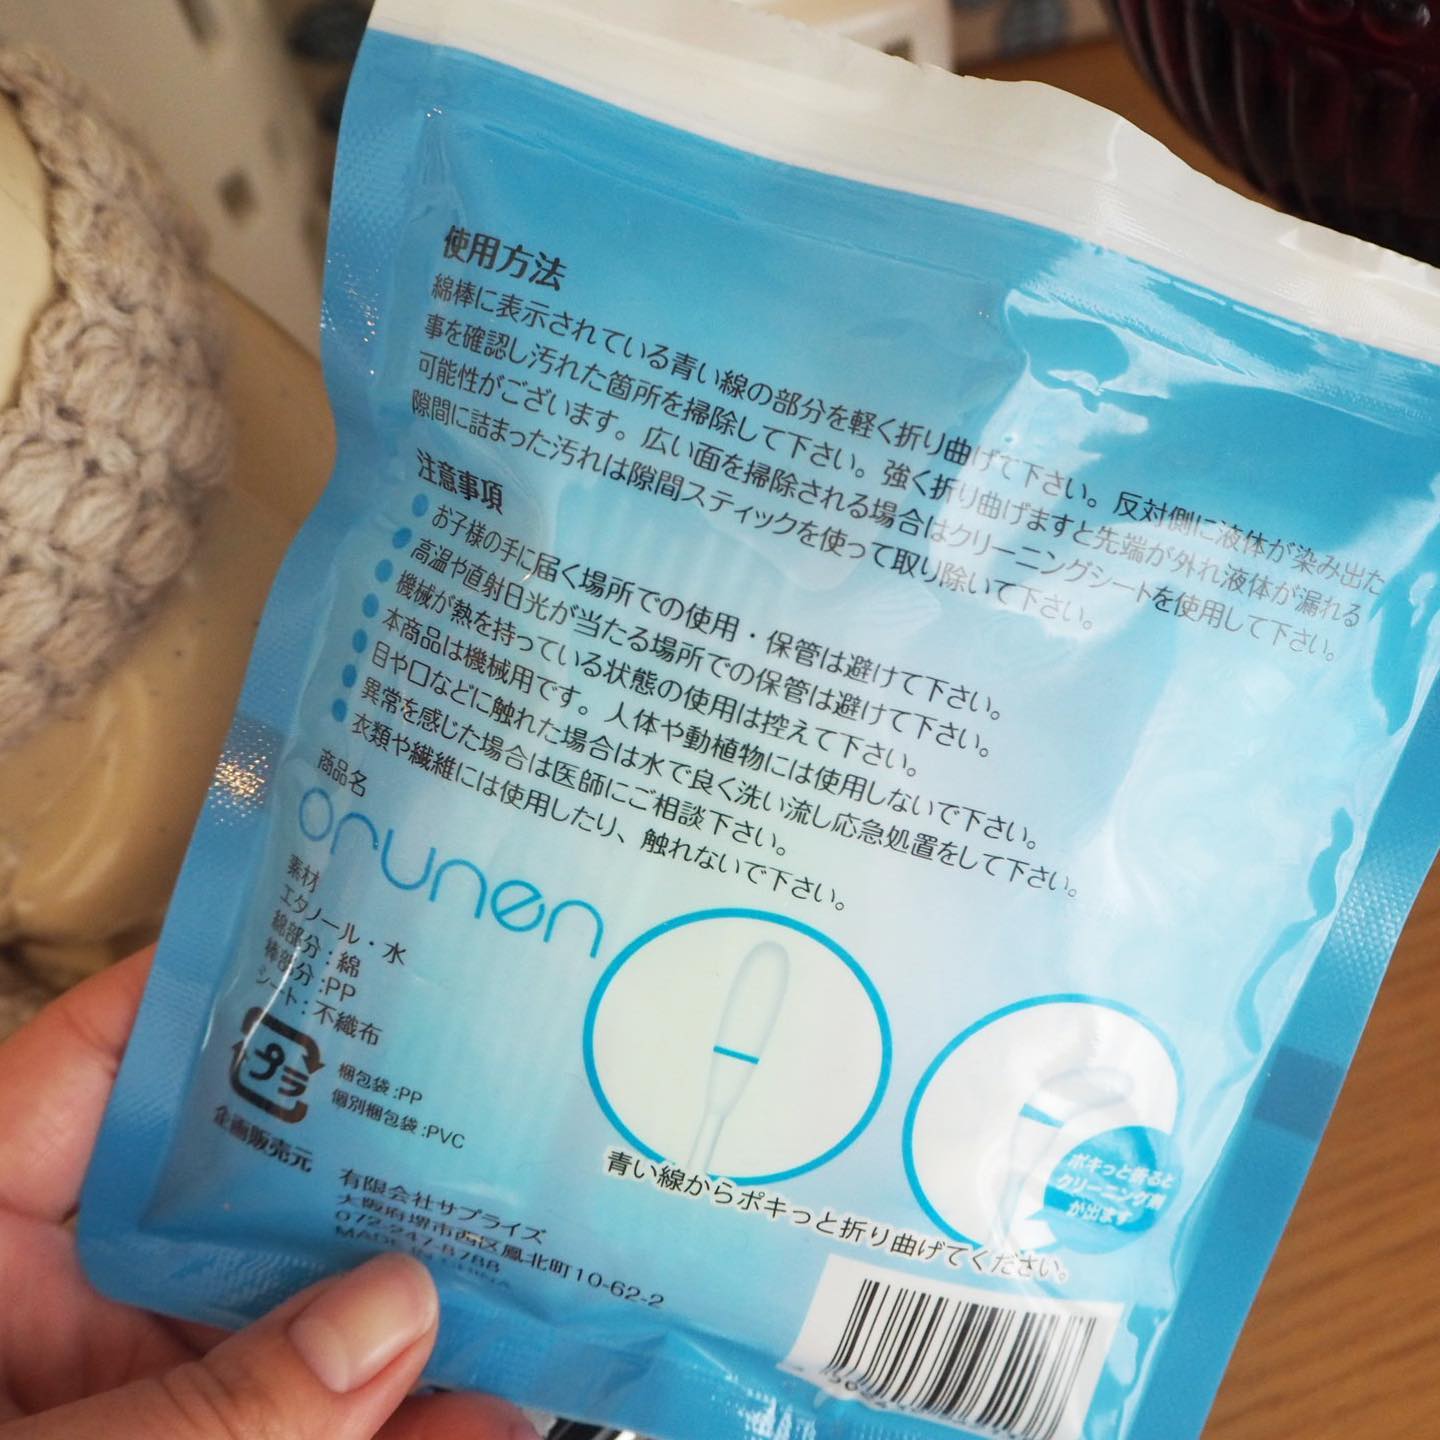 使用方法
綿棒に表示されている青い線の部分を軽く折り曲げて下さい。反対側に液体が染み出た
事を確認し汚れた箇所を掃除して下さい。強く折り曲げますと先端が外れ液体が漏れる
可能性がございます。広い面を掃除される場合はクリーニングシートを使用して下さい。
隙間に詰まった汚れは隙間スティックを使って取り除いて下さい。
注意事項
お子様の手に届く場所での使用・保管は避けて下さい。
高温や直射日光が当たる場所での保管は避けて下さい。
機械が熱を持っている状態の使用は控えて下さい。
本商品は機械用です。人体や動植物には使用しないで下さい。
目や口などに触れた場合は水で良く洗い流し応急処置をして下さい。
異常を感じた場合は医師にご相談下さい。
衣類や繊維には使用したり、触れないで下さい。
商品名
orunen
素材
エタノール・水
綿部分:綿
棒部分:PP
シート:不織布
プラ
梱包袋:PP
個別梱包袋:PVC
企画販売元
有限会社サプライズ
大阪府堺市西区鳳北町10-62-2
072-247-8788
MADE IN CHINA
青い線からポキっと折り曲げてください。
ポキっと折ると
クリーニング剤
が出ます